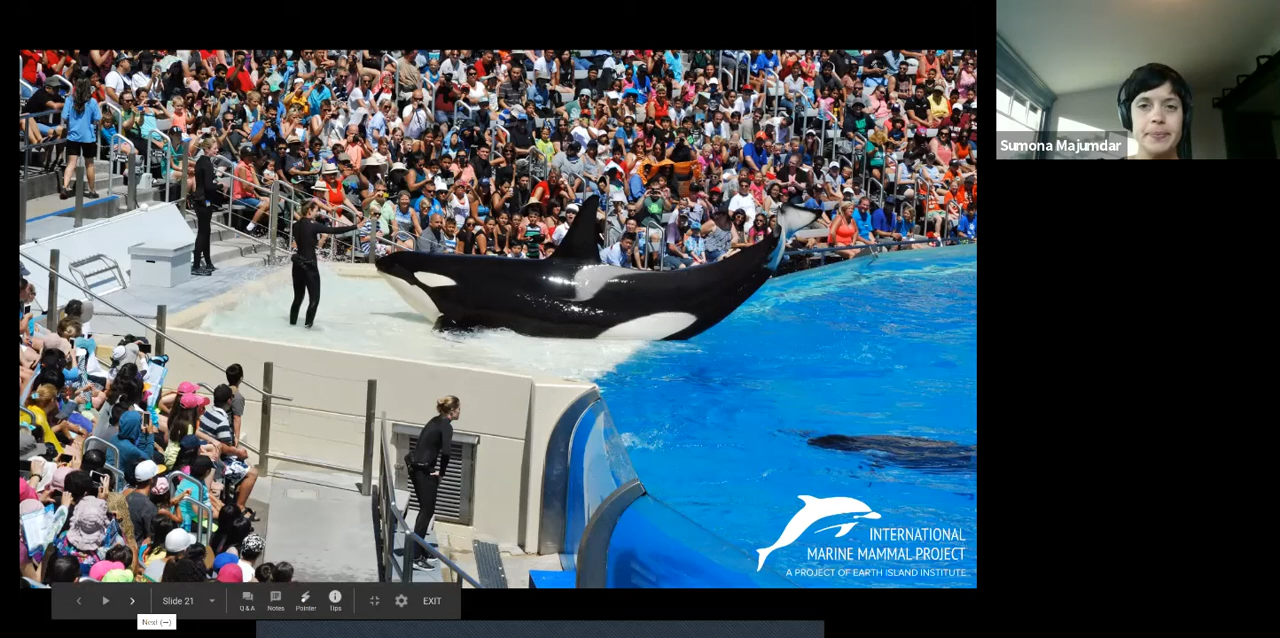 Sumona Majumdar
INTERNATIONAL
MARINE MAMMAL PROJECT
A PROJECT OF EARTH ISLAND INSTITUTE
Slide 21
Q & A
Notes
Pointer
Tips
EXIT
Next (→)